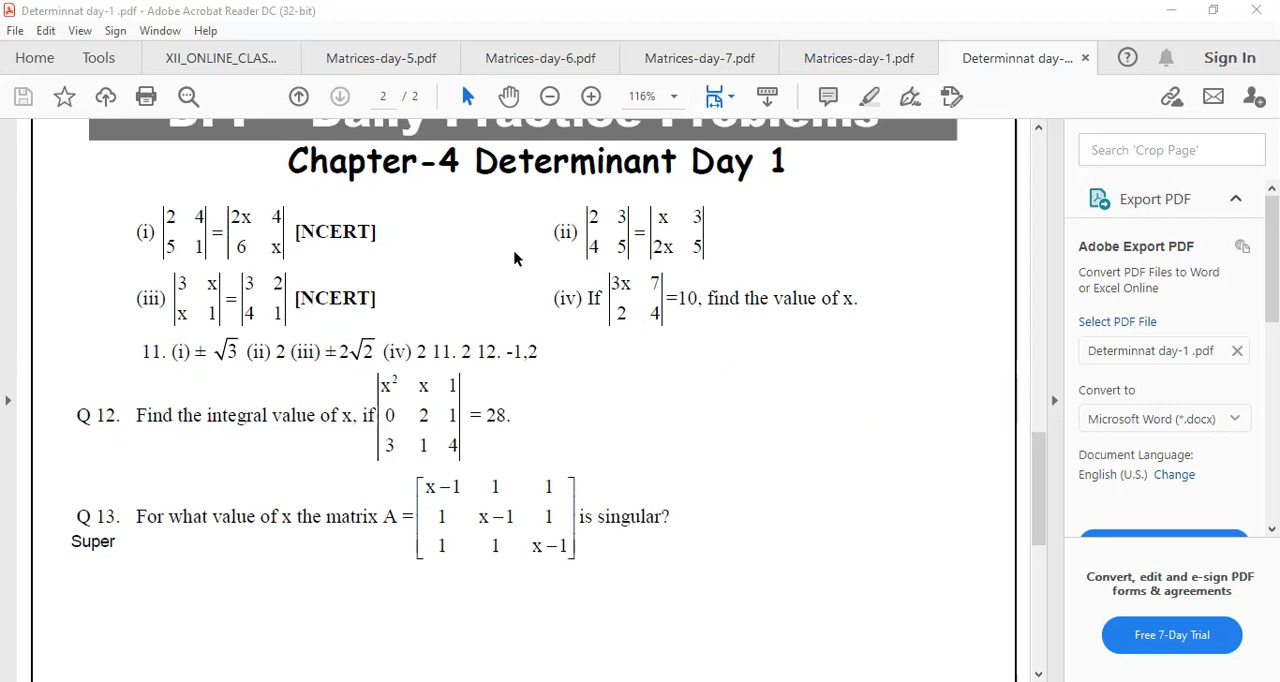 Determinnat day-1 .pdf - Adobe Acrobat Reader DC (32-bit)
File Edit View Sign Window Help
Home Tools XII_ONLINE_CLAS... Matrices-day-5.pdf Matrices-day-6.pdf Matrices-day-7.pdf Matrices-day-1.pdf Determinnat day-... × ? Sign In
2 / 2 116%
DPP - Daily Practice Problems
Chapter-4 Determinant Day 1
(i) |2 4; 5 1| = |2x 4; 6 x| [NCERT] (ii) |2 3; 4 5| = |x 3; 2x 5|
(iii) |3 x; x 1| = |3 2; 4 1| [NCERT] (iv) If |3x 7; 2 4| =10, find the value of x.
11. (i) ± √3 (ii) 2 (iii) ±2√2 (iv) 2 11. 2 12. -1,2
Q 12. Find the integral value of x, if |x² x 1; 0 2 1; 3 1 4| = 28.
Q 13. For what value of x the matrix A = [x−1 1 1; 1 x−1 1; 1 1 x−1] is singular?
Super
Search 'Crop Page'
Export PDF
Adobe Export PDF
Convert PDF Files to Word
or Excel Online
Select PDF File
Determinnat day-1 .pdf ×
Convert to
Microsoft Word (*.docx)
Document Language:
English (U.S.) Change
Convert, edit and e-sign PDF
forms & agreements
Free 7-Day Trial